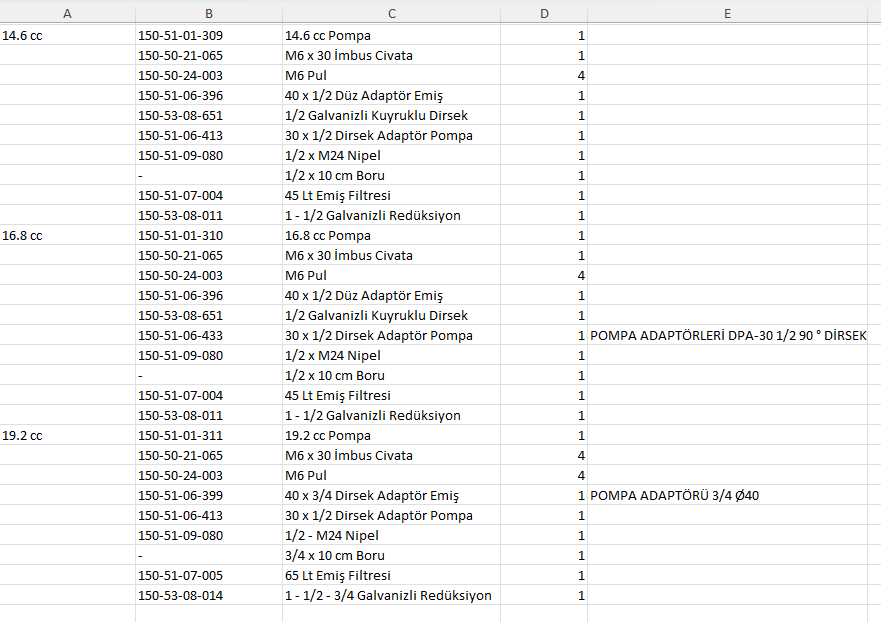 A B C D E
14.6 cc 150-51-01-309 14.6 cc Pompa 1
150-50-21-065 M6 x 30 İmbus Civata 1
150-50-24-003 M6 Pul 4
150-51-06-396 40 x 1/2 Düz Adaptör Emiş 1
150-53-08-651 1/2 Galvanizli Kuyruklu Dirsek 1
150-51-06-413 30 x 1/2 Dirsek Adaptör Pompa 1
150-51-09-080 1/2 x M24 Nipel 1
- 1/2 x 10 cm Boru 1
150-51-07-004 45 Lt Emiş Filtresi 1
150-53-08-011 1 - 1/2 Galvanizli Redüksiyon 1
16.8 cc 150-51-01-310 16.8 cc Pompa 1
150-50-21-065 M6 x 30 İmbus Civata 1
150-50-24-003 M6 Pul 4
150-51-06-396 40 x 1/2 Düz Adaptör Emiş 1
150-53-08-651 1/2 Galvanizli Kuyruklu Dirsek 1
150-51-06-433 30 x 1/2 Dirsek Adaptör Pompa 1 POMPA ADAPTÖRLERİ DPA-30 1/2 90 ° DİRSEK
150-51-09-080 1/2 x M24 Nipel 1
- 1/2 x 10 cm Boru 1
150-51-07-004 45 Lt Emiş Filtresi 1
150-53-08-011 1 - 1/2 Galvanizli Redüksiyon 1
19.2 cc 150-51-01-311 19.2 cc Pompa 1
150-50-21-065 M6 x 30 İmbus Civata 4
150-50-24-003 M6 Pul 4
150-51-06-399 40 x 3/4 Dirsek Adaptör Emiş 1 POMPA ADAPTÖRÜ 3/4 Ø40
150-51-06-413 30 x 1/2 Dirsek Adaptör Pompa 1
150-51-09-080 1/2 - M24 Nipel 1
- 3/4 x 10 cm Boru 1
150-51-07-005 65 Lt Emiş Filtresi 1
150-53-08-014 1 - 1/2 - 3/4 Galvanizli Redüksiyon 1